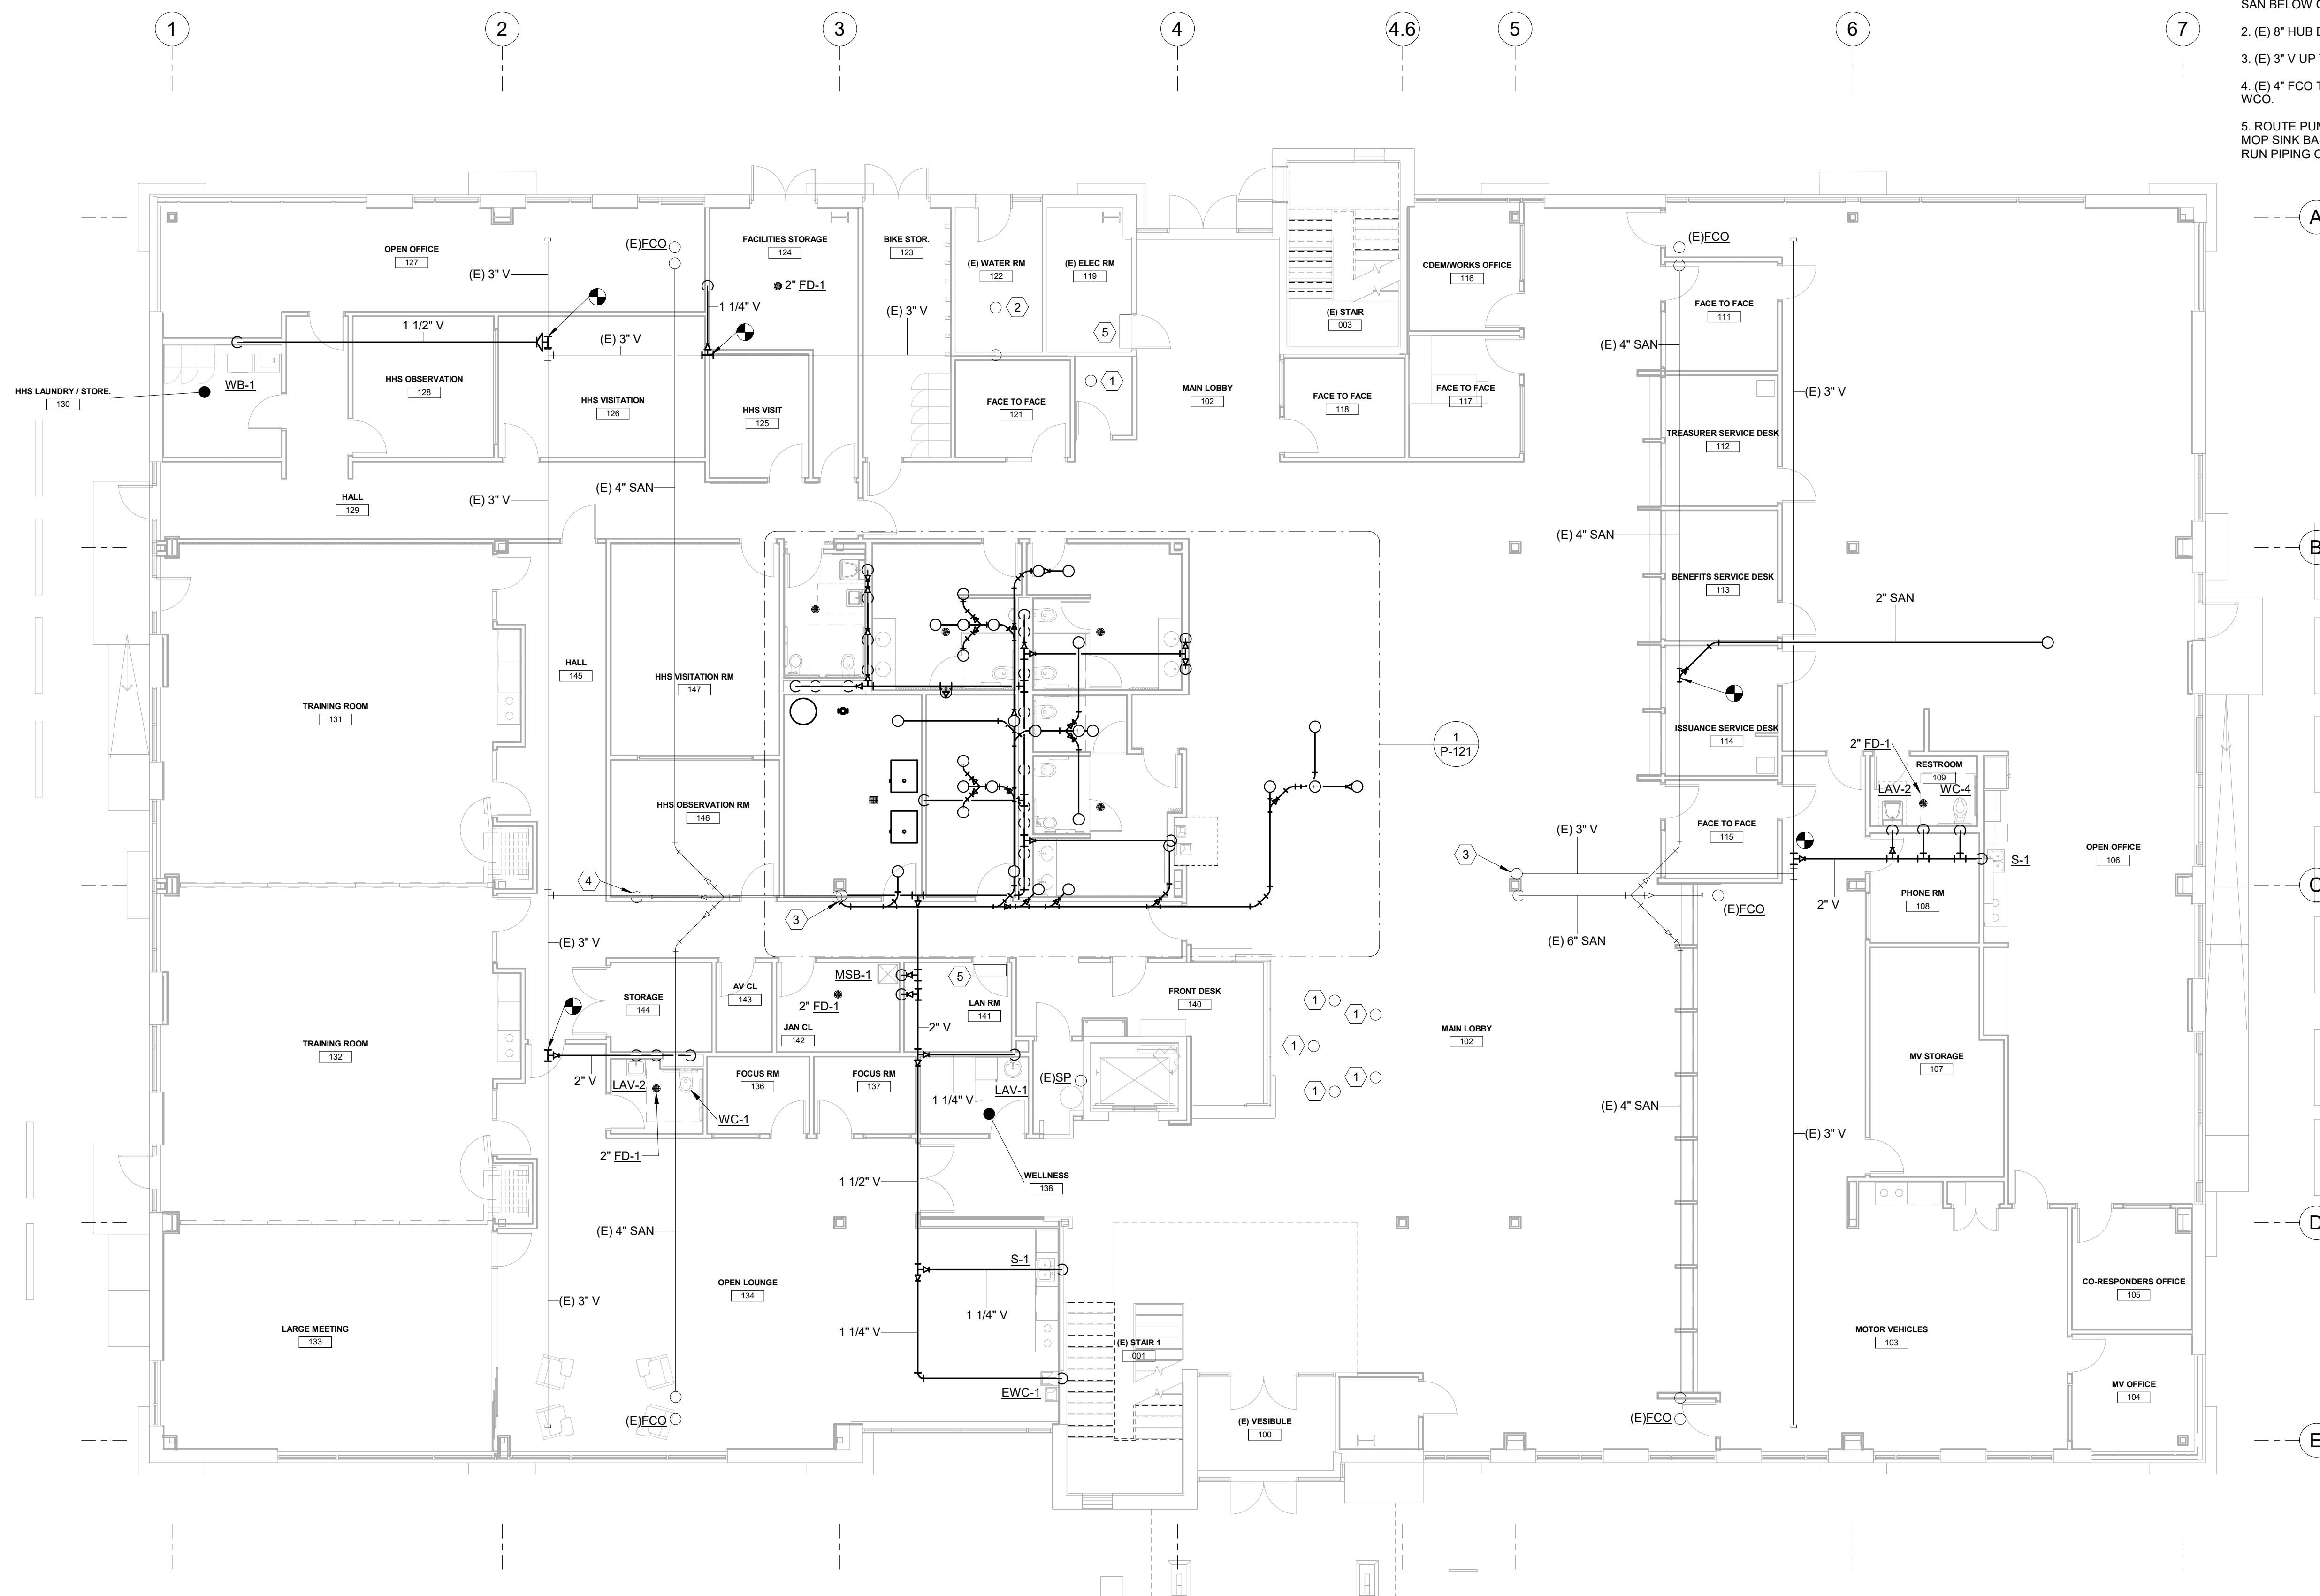 1
2
3
4
4.6
5
6
7
SAN BELOW
2. (E) 8" HUB
3. (E) 3" V UP
4. (E) 4" FCO
WCO.
5. ROUTE
MOP SINK
RUN PIPING
A
B
C
D
E
OPEN OFFICE
127
(E) 3" V
(E)FCO
FACILITIES STORAGE
124
2" FD-1
1 1/4" V
BIKE STOR.
123
(E) 3" V
(E) WATER RM
122
2
(E) ELEC RM
119
5
(E) STAIR
003
CDEM/WORKS OFFICE
116
(E)FCO
FACE TO FACE
111
1 1/2" V
(E) 3" V
(E) 4" SAN
HHS LAUNDRY / STORE.
130
WB-1
HHS OBSERVATION
128
HHS VISITATION
126
HHS VISIT
125
FACE TO FACE
121
1
MAIN LOBBY
102
FACE TO FACE
118
FACE TO FACE
117
(E) 3" V
TREASURER SERVICE DESK
112
HALL
129
(E) 3" V
(E) 4" SAN
(E) 4" SAN
BENEFITS SERVICE DESK
113
2" SAN
HALL
145
HHS VISITATION RM
147
TRAINING ROOM
131
1
P-121
ISSUANCE SERVICE DESK
114
2" FD-1
RESTROOM
109
LAV-2
WC-4
HHS OBSERVATION RM
146
FACE TO FACE
115
(E) 3" V
3
OPEN OFFICE
106
S-1
4
3
PHONE RM
108
2" V
(E)FCO
(E) 3" V
(E) 6" SAN
STORAGE
144
AV CL
143
MSB-1
2" FD-1
JAN CL
142
5
LAN RM
141
FRONT DESK
140
1
1
1
1
1
2" V
MAIN LOBBY
102
TRAINING ROOM
132
MV STORAGE
107
2" V
LAV-2
WC-1
2" FD-1
FOCUS RM
136
FOCUS RM
137
1 1/4" V
LAV-1
(E)SP
(E) 4" SAN
(E) 3" V
1 1/2" V
WELLNESS
138
(E) 4" SAN
S-1
OPEN LOUNGE
134
(E) 3" V
1 1/4" V
1 1/4" V
CO-RESPONDERS OFFICE
105
LARGE MEETING
133
(E) STAIR 1
001
MOTOR VEHICLES
103
EWC-1
MV OFFICE
104
(E)FCO
(E) VESIBULE
100
(E)FCO